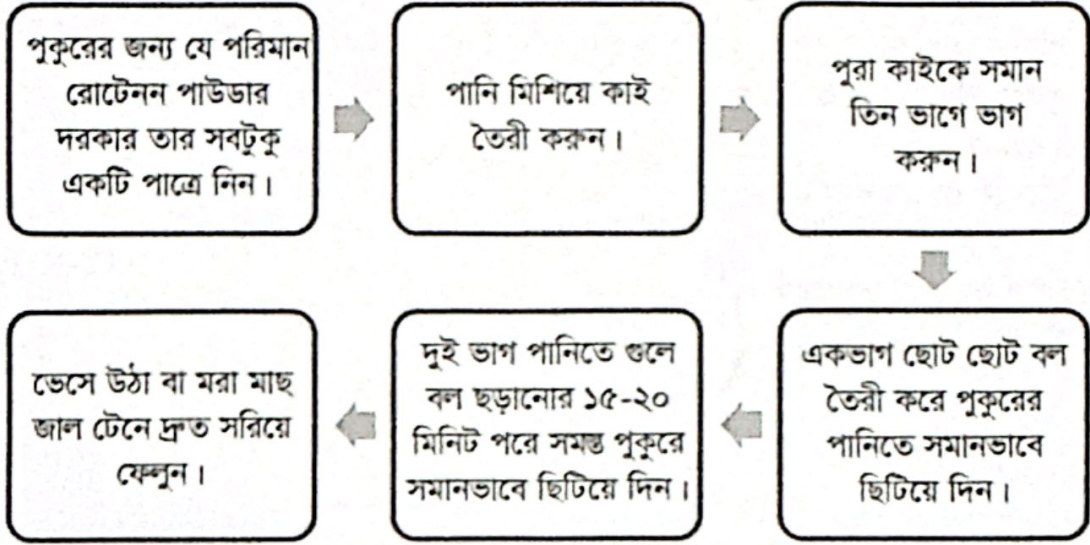 পুকুরের জন্য যে পরিমান
রোটেনন পাউডার
দরকার তার সবটুকু
একটি পাত্রে নিন।
পানি মিশিয়ে কাই
তৈরী করুন।
পুরা কাইকে সমান
তিন ভাগে ভাগ
করুন।
একভাগ ছোট ছোট বল
তৈরী করে পুকুরের
পানিতে সমানভাবে
ছিটিয়ে দিন।
দুই ভাগ পানিতে গুলে
বল ছড়ানোর ১৫-২০
মিনিট পরে সমস্ত পুকুরে
সমানভাবে ছিটিয়ে দিন।
ভেসে উঠা বা মরা মাছ
জাল টেনে দ্রুত সরিয়ে
ফেলুন।